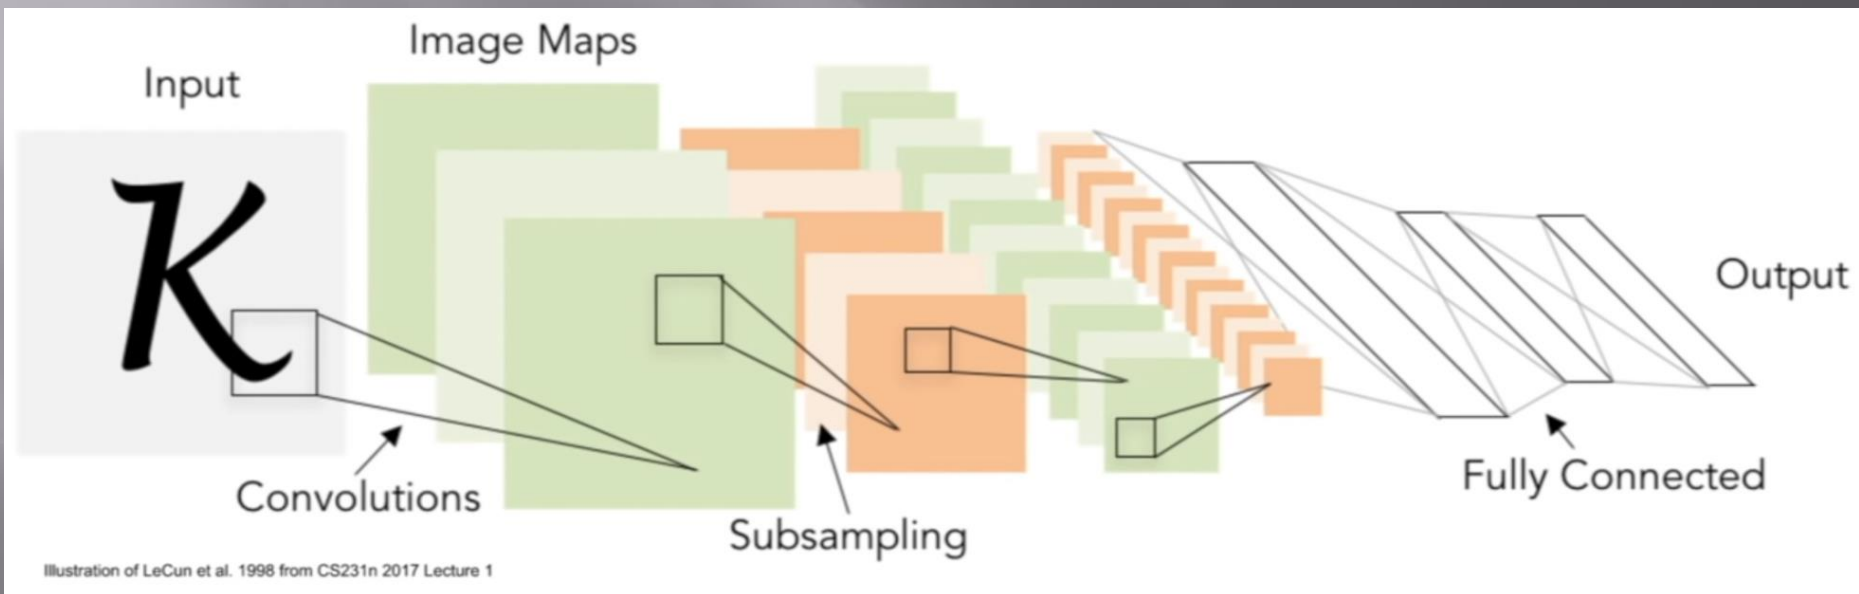 Image Maps
Input
K
Output
Convolutions
Fully Connected
Subsampling
Illustration of LeCun et al. 1998 from CS231n 2017 Lecture 1